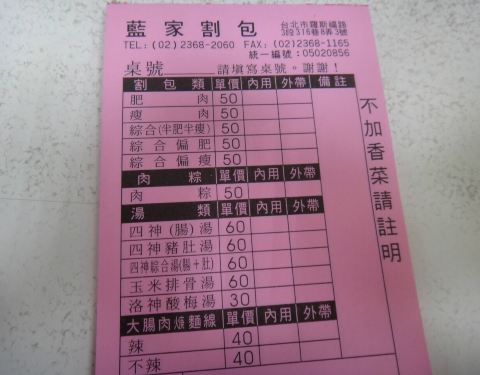 藍家割包
台北市羅斯福路
3段316巷8弄3號
TEL:(02)2368-2060 FAX:(02)2368-1165
統一編號:05020856
桌號 請填寫桌號。謝謝!
割包類 單價 內用 外帶 備註
肥肉 50
瘦肉 50
綜合(半肥半瘦) 50
綜合偏肥 50
綜合偏瘦 50
肉粽 單價 內用 外帶
肉粽 50
湯類 單價 內用 外帶
四神(腸)湯 60
四神豬肚湯 60
四神綜合湯(腸+肚) 60
玉米排骨湯 60
洛神酸梅湯 30
大腸肉焿麵線 單價 內用 外帶
辣 40
不辣 40
不加香菜請註明